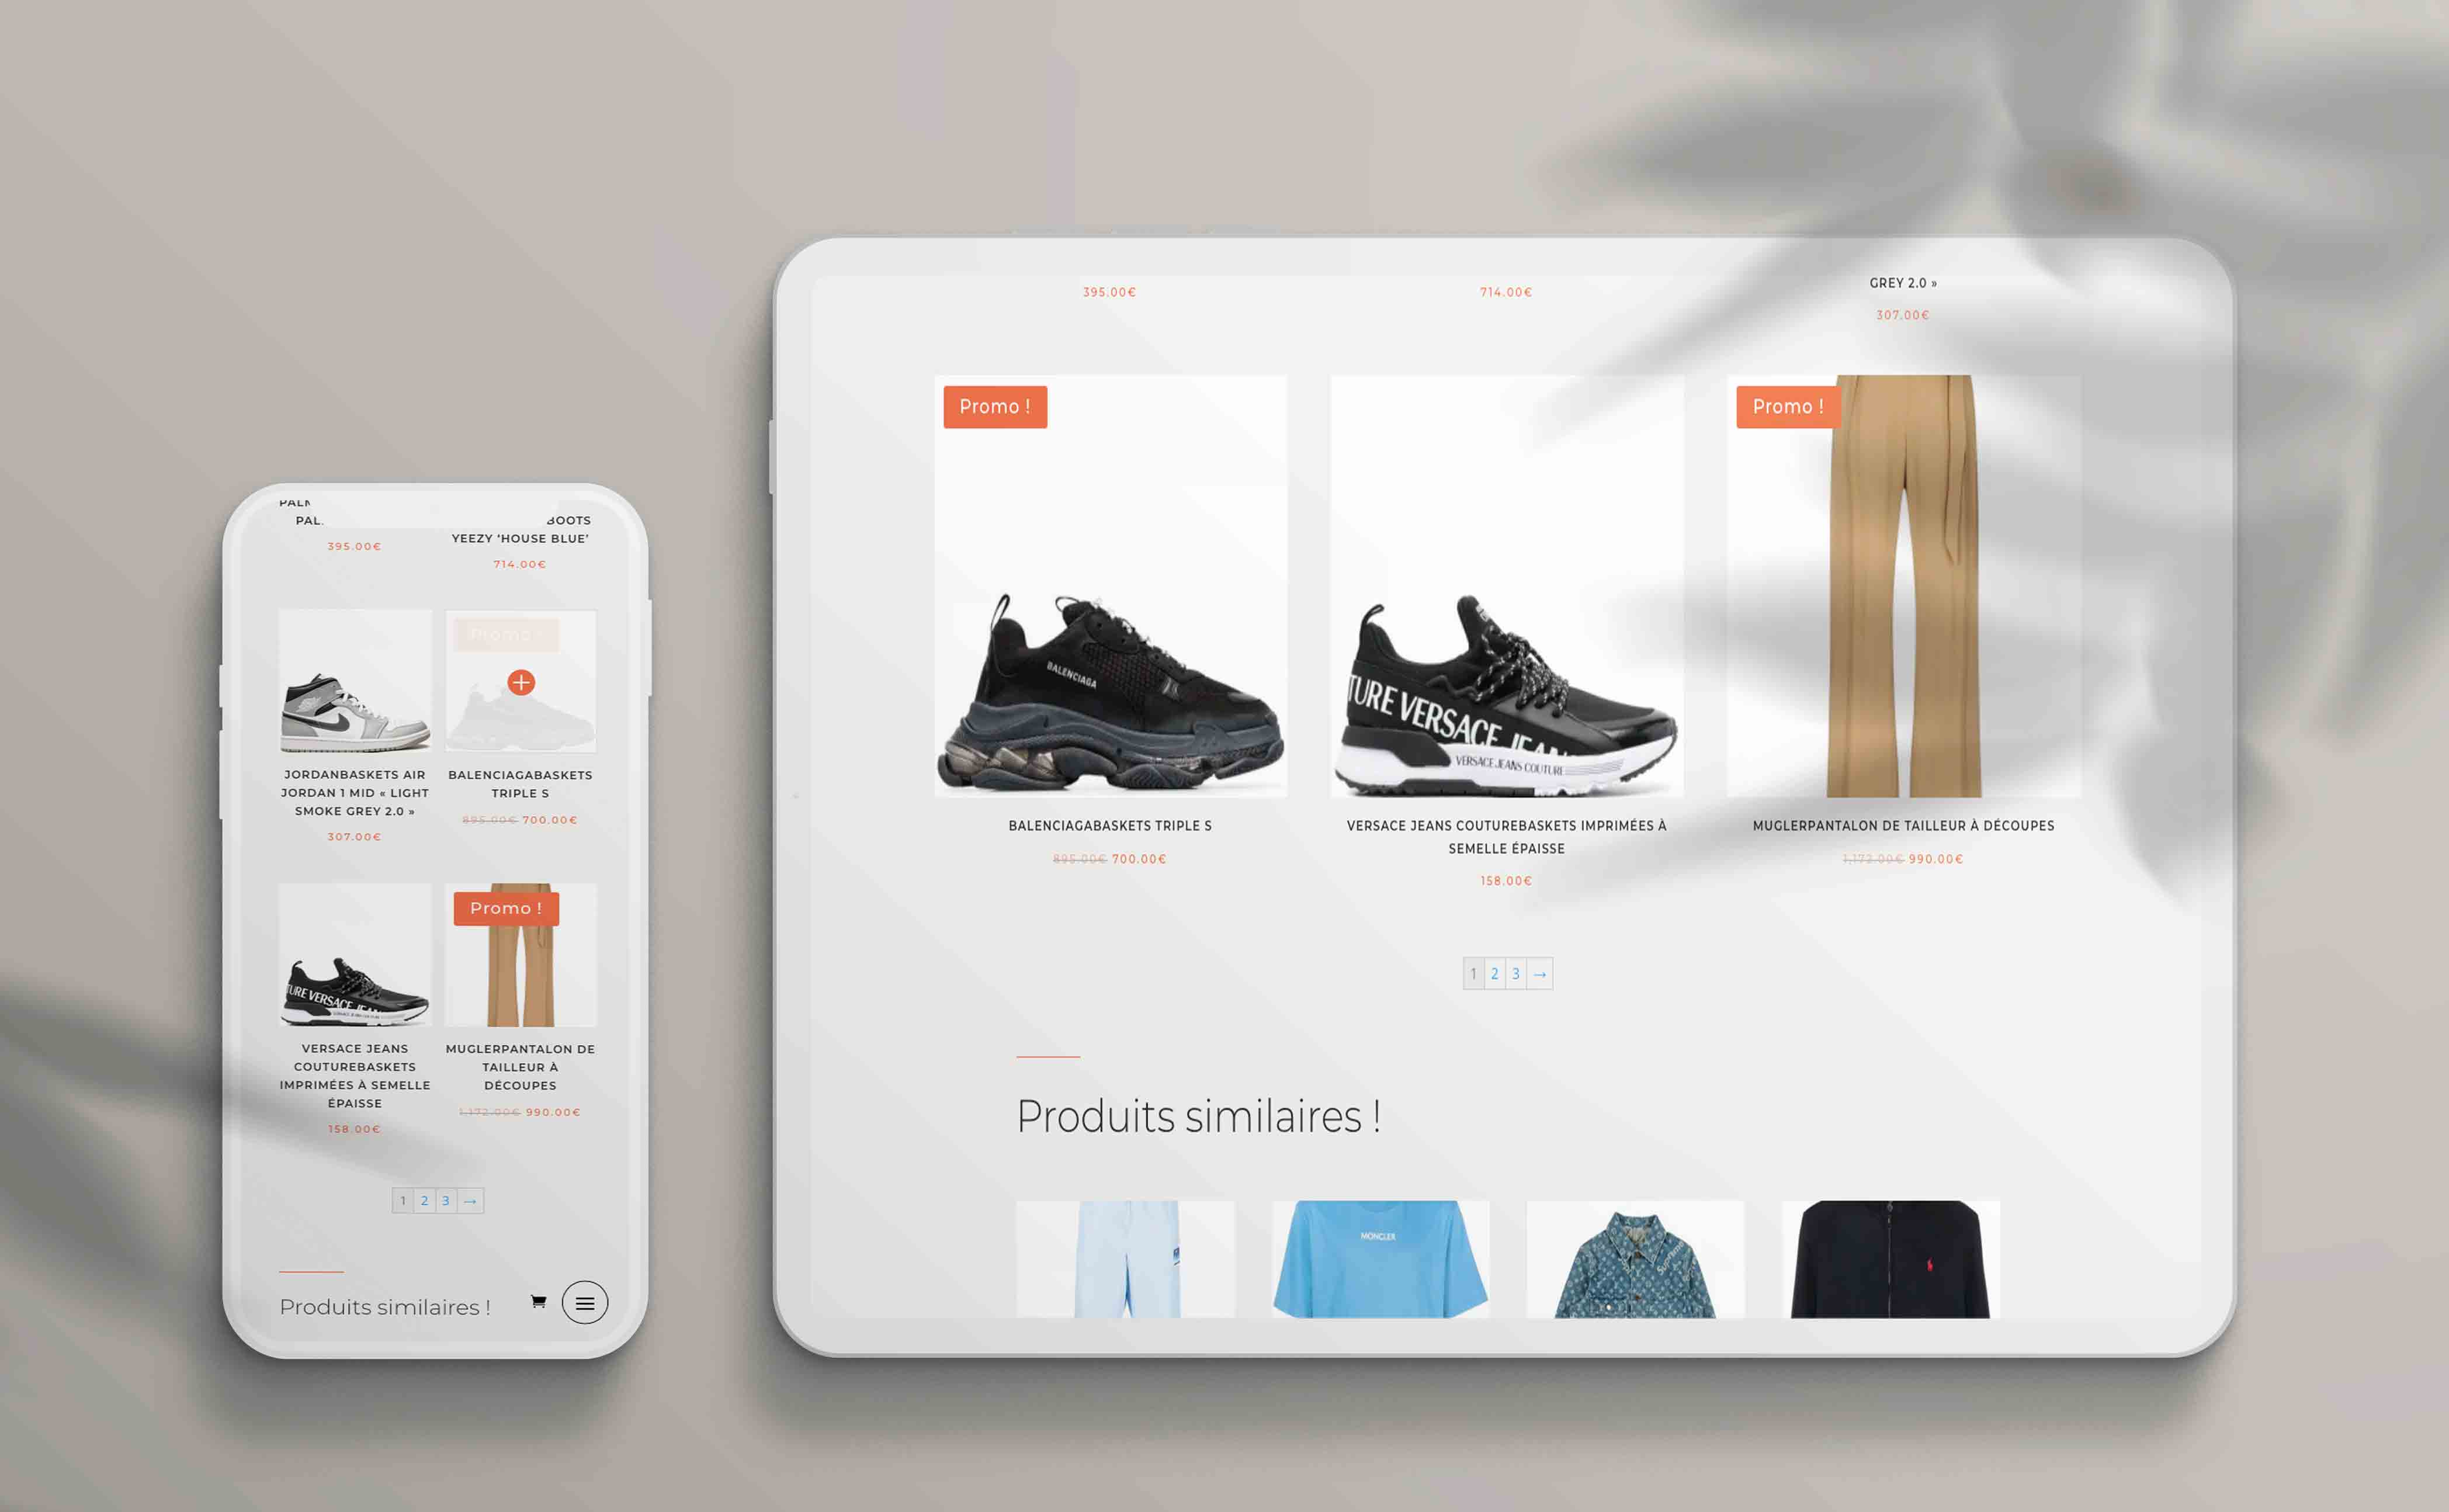 PAL
395.00€
BOOTS
YEEZY ‘HOUSE BLUE’
714.00€
JORDANBASKETS AIR
JORDAN 1 MID « LIGHT
SMOKE GREY 2.0 »
307.00€
Promo !
BALENCIAGABASKETS
TRIPLE S
895.00€ 700.00€
TURE VERSACE JEAN
VERSACE JEANS
COUTUREBASKETS
IMPRIMÉES À SEMELLE
ÉPAISSE
158.00€
Promo !
MUGLERPANTALON DE
TAILLEUR À
DÉCOUPES
1,172.00€ 990.00€
1 2 3 →
Produits similaires !
395.00€
714.00€
GREY 2.0 »
307.00€
Promo !
BALENCIAGA
BALENCIAGABASKETS TRIPLE S
895.00€ 700.00€
TURE VERSACE JEAN
VERSACE JEANS COUTURE
VERSACE JEANS COUTUREBASKETS IMPRIMÉES À
SEMELLE ÉPAISSE
158.00€
Promo !
MUGLERPANTALON DE TAILLEUR À DÉCOUPES
1,172.00€ 990.00€
1 2 3 →
Produits similaires !
MONCLER
Supreme